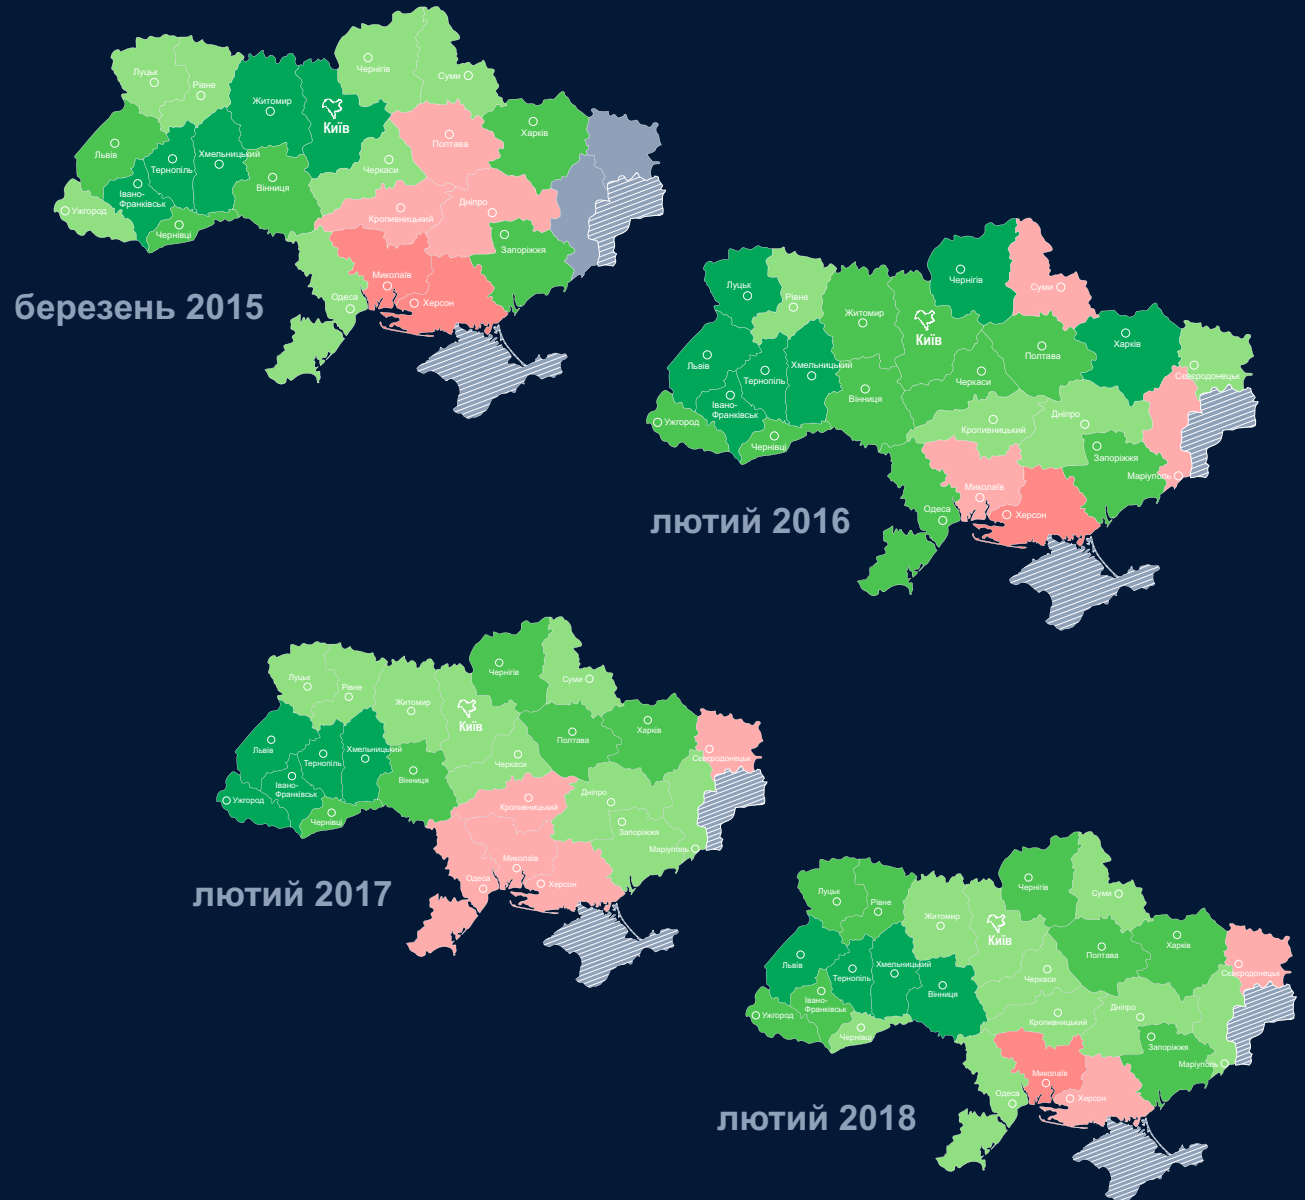 Чернігів
Луцьк
Суми
Рівне
Житомир
Київ
Харків
Львів
Полтава
Хмельницький
Тернопіль
Черкаси
Вінниця
Івано-
Франківськ
Ужгород
Дніпро
Кропивницький
Чернівці
Запоріжжя
Миколаїв
Одеса
Херсон
березень 2015
Чернігів
Луцьк
Суми
Рівне
Житомир
Київ
Харків
Львів
Полтава
Хмельницький
Сєвєродонецьк
Тернопіль
Черкаси
Вінниця
Івано-
Франківськ
Ужгород
Дніпро
Кропивницький
Чернівці
Запоріжжя
Маріуполь
Миколаїв
Одеса
Херсон
лютий 2016
Чернігів
Луцьк
Суми
Рівне
Житомир
Київ
Харків
Львів
Полтава
Хмельницький
Сєвєродонецьк
Тернопіль
Черкаси
Вінниця
Івано-
Франківськ
Ужгород
Дніпро
Кропивницький
Чернівці
Запоріжжя
Маріуполь
Миколаїв
Одеса
Херсон
лютий 2017
Чернігів
Луцьк
Суми
Рівне
Житомир
Київ
Харків
Львів
Полтава
Хмельницький
Сєвєродонецьк
Тернопіль
Черкаси
Вінниця
Івано-
Франківськ
Ужгород
Дніпро
Кропивницький
Чернівці
Запоріжжя
Маріуполь
Миколаїв
Одеса
Херсон
лютий 2018